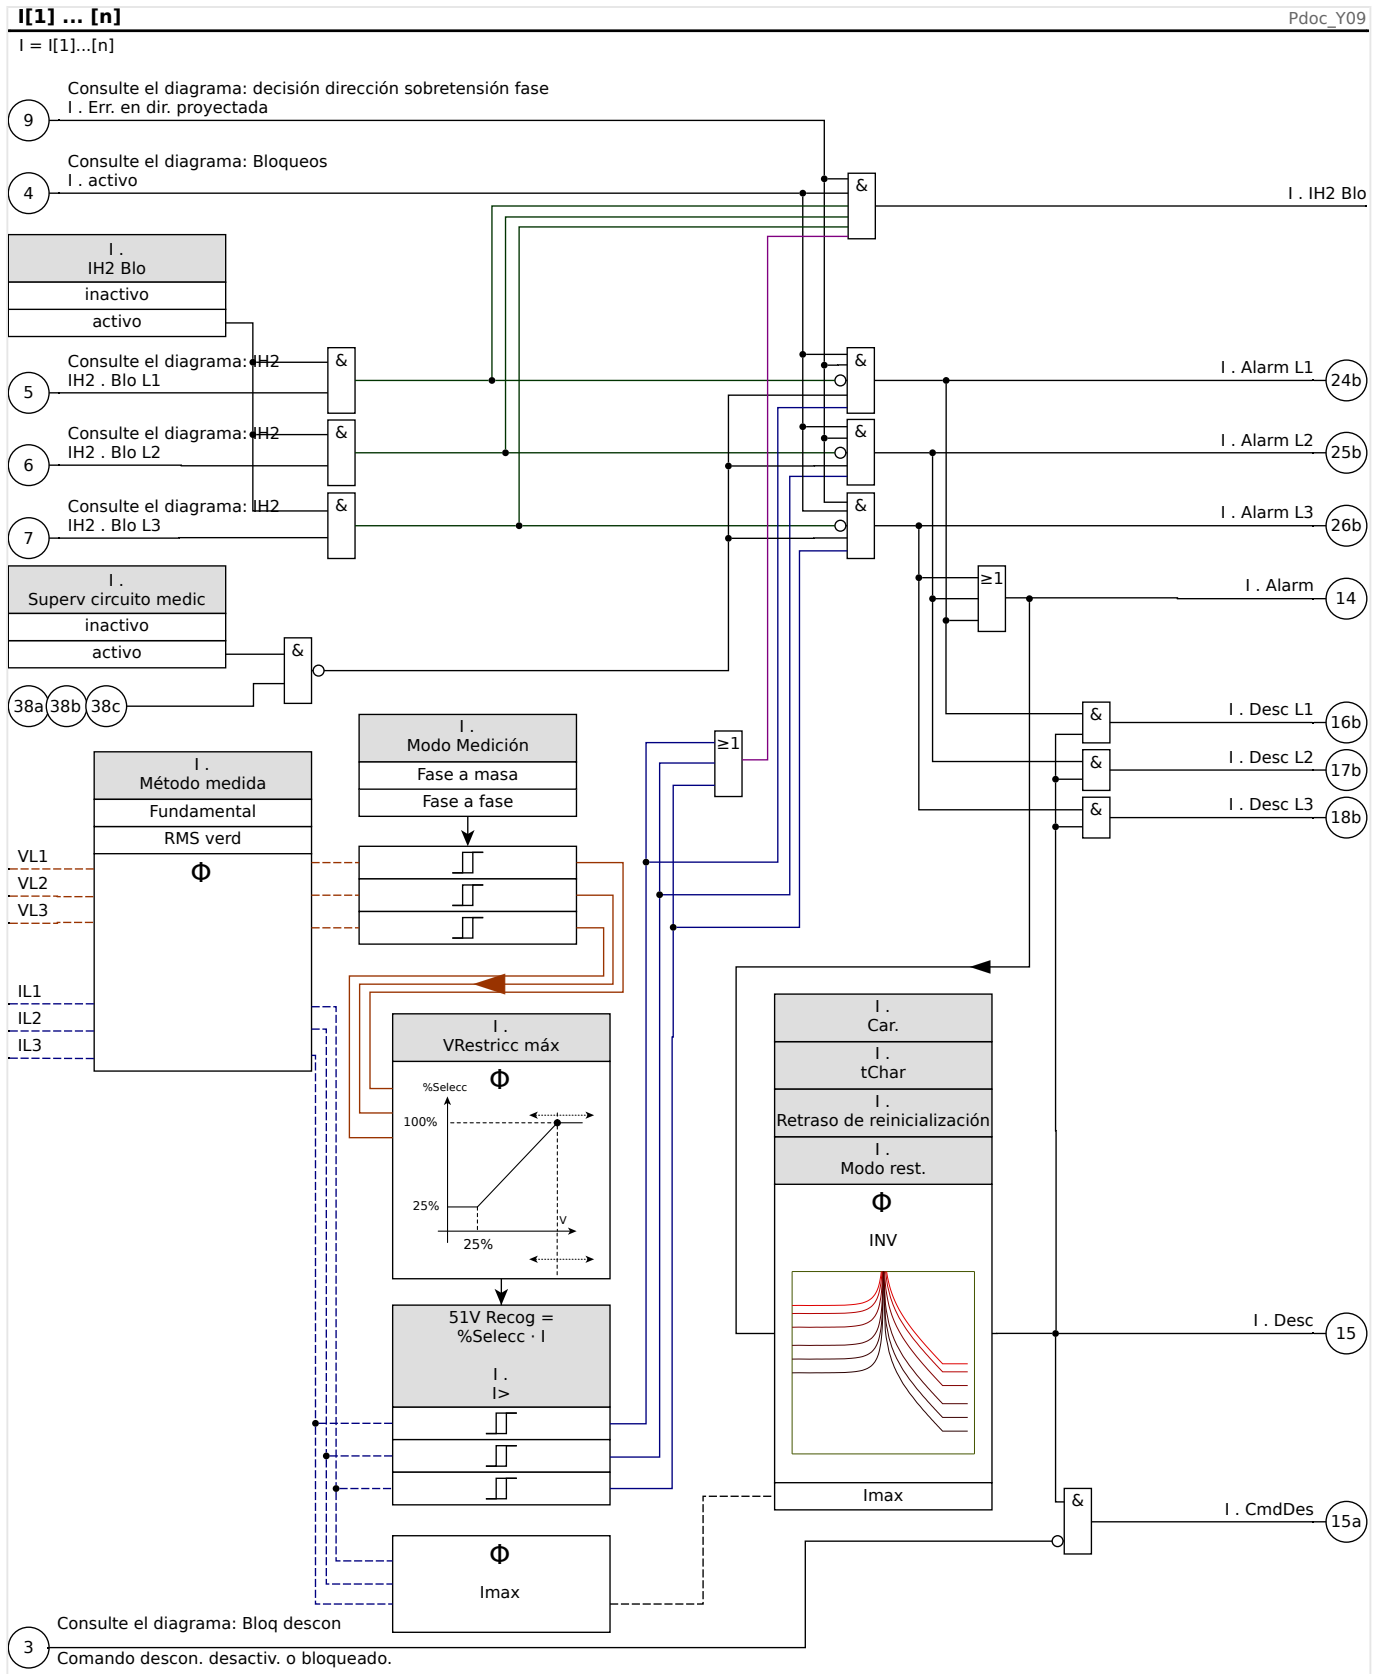 I[1] ... [n]
Pdoc_Y09
I = I[1]...[n]
Consulte el diagrama: decisión dirección sobretensión fase
I . Err. en dir. proyectada
9
Consulte el diagrama: Bloqueos
I . activo
4
&
I . IH2 Blo
I .
IH2 Blo
inactivo
activo
Consulte el diagrama: IH2
IH2 . Blo L1
5
&
&
I . Alarm L1
24b
Consulte el diagrama: IH2
IH2 . Blo L2
6
&
&
I . Alarm L2
25b
Consulte el diagrama: IH2
IH2 . Blo L3
7
&
&
I . Alarm L3
26b
I .
Superv circuito medic
inactivo
activo
&
≥1
I . Alarm
14
38a
38b
38c
&
I . Desc L1
16b
&
I . Desc L2
17b
&
I . Desc L3
18b
I .
Modo Medición
Fase a masa
Fase a fase
≥1
I .
Método medida
Fundamental
RMS verd
Φ
VL1
VL2
VL3
IL1
IL2
IL3
I .
VRestricc máx
Φ
%Selecc
100%
25%
V
25%
I .
Car.
I .
tChar
I .
Retraso de reinicialización
I .
Modo rest.
Φ
INV
Imax
51V Recog =
%Selecc · I
I .
I>
I . Desc
15
Φ
Imax
&
I . CmdDes
15a
Consulte el diagrama: Bloq descon
3
Comando descon. desactiv. o bloqueado.